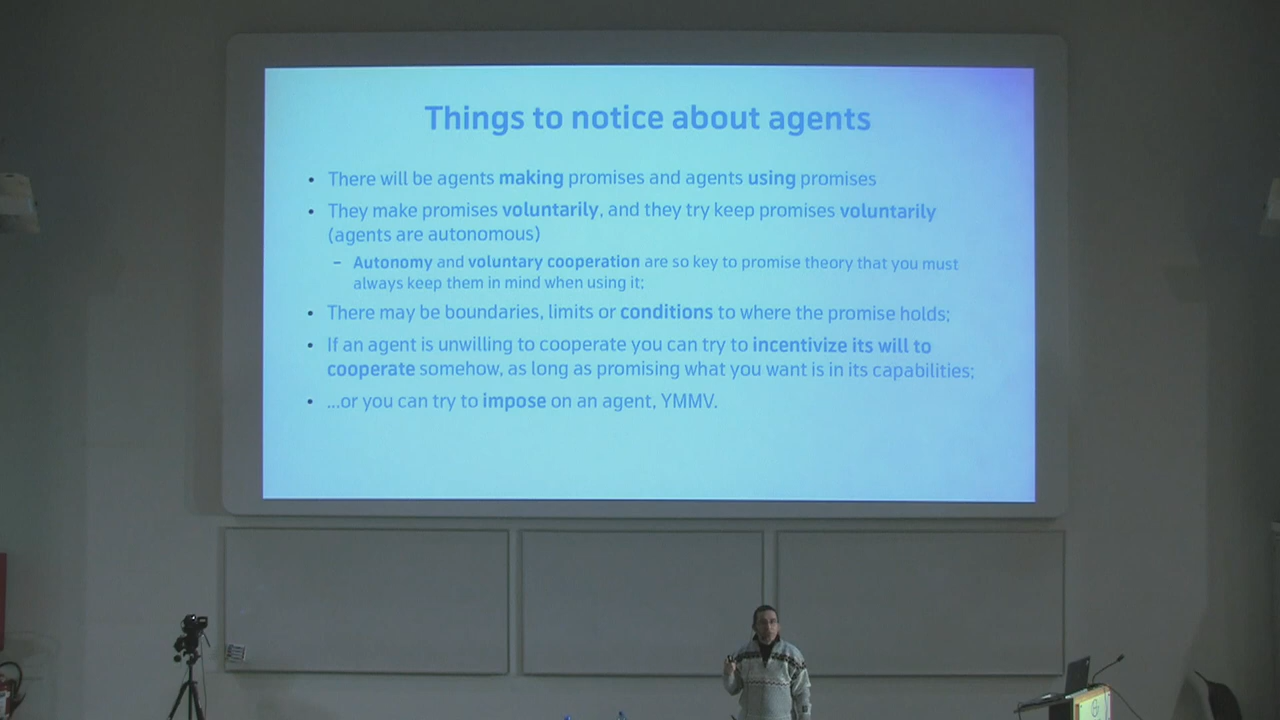 Things to notice about agents
• There will be agents making promises and agents using promises
• They make promises voluntarily, and they try keep promises voluntarily
(agents are autonomous)
– Autonomy and voluntary cooperation are so key to promise theory that you must
always keep them in mind when using it;
• There may be boundaries, limits or conditions to where the promise holds;
• If an agent is unwilling to cooperate you can try to incentivize its will to
cooperate somehow, as long as promising what you want is in its capabilities;
• ...or you can try to impose on an agent, YMMV.